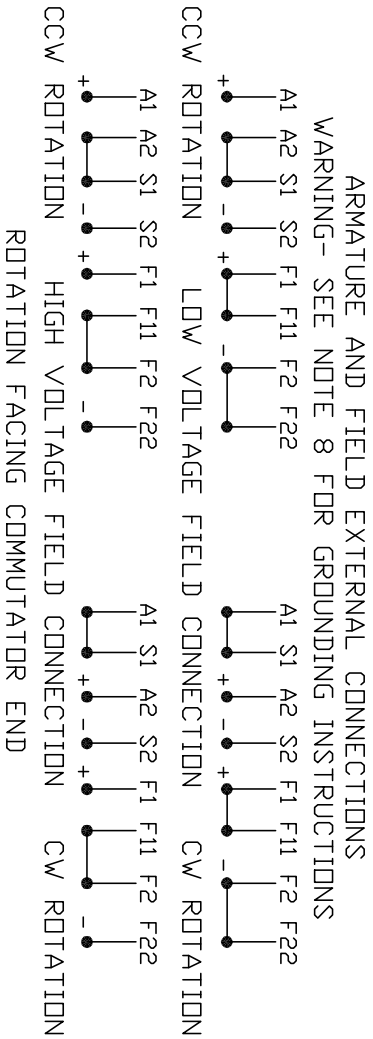 ARMATURE AND FIELD EXTERNAL CONNECTIONS
WARNING- SEE NOTE 8 FOR GROUNDING INSTRUCTIONS
A1 A2 S1 S2 F1 F11 F2 F22 A1 S1 A2 S2 F1 F11 F2 F22
+ - + - + - + -
CCW ROTATION LOW VOLTAGE FIELD CONNECTION CW ROTATION
A1 A2 S1 S2 F1 F11 F2 F22 A1 S1 A2 S2 F1 F11 F2 F22
+ - + - + - + -
CCW ROTATION HIGH VOLTAGE FIELD CONNECTION CW ROTATION
ROTATION FACING COMMUTATOR END